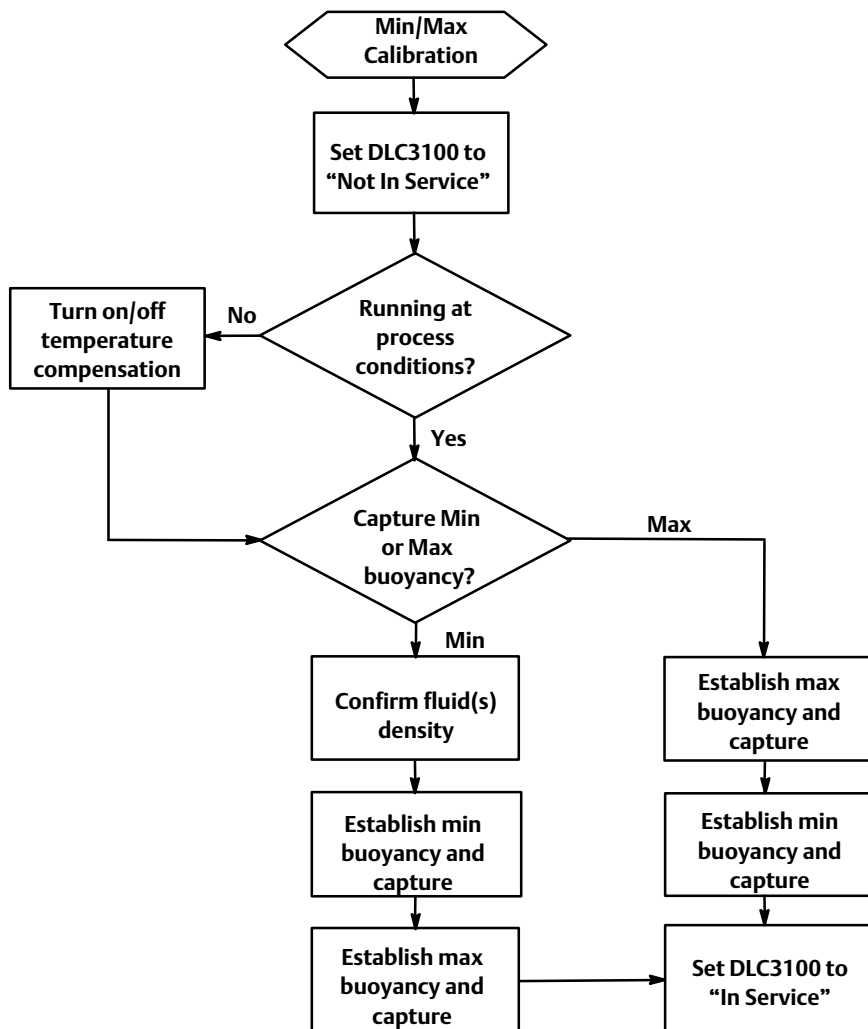 Min/Max
Calibration
Set DLC3100 to
“Not In Service”
Running at
process
conditions?
No
Turn on/off
temperature
compensation
Yes
Capture Min
or Max
buoyancy?
Max
Min
Confirm fluid(s)
density
Establish max
buoyancy and
capture
Establish min
buoyancy and
capture
Establish min
buoyancy and
capture
Establish max
buoyancy and
capture
Set DLC3100 to
“In Service”